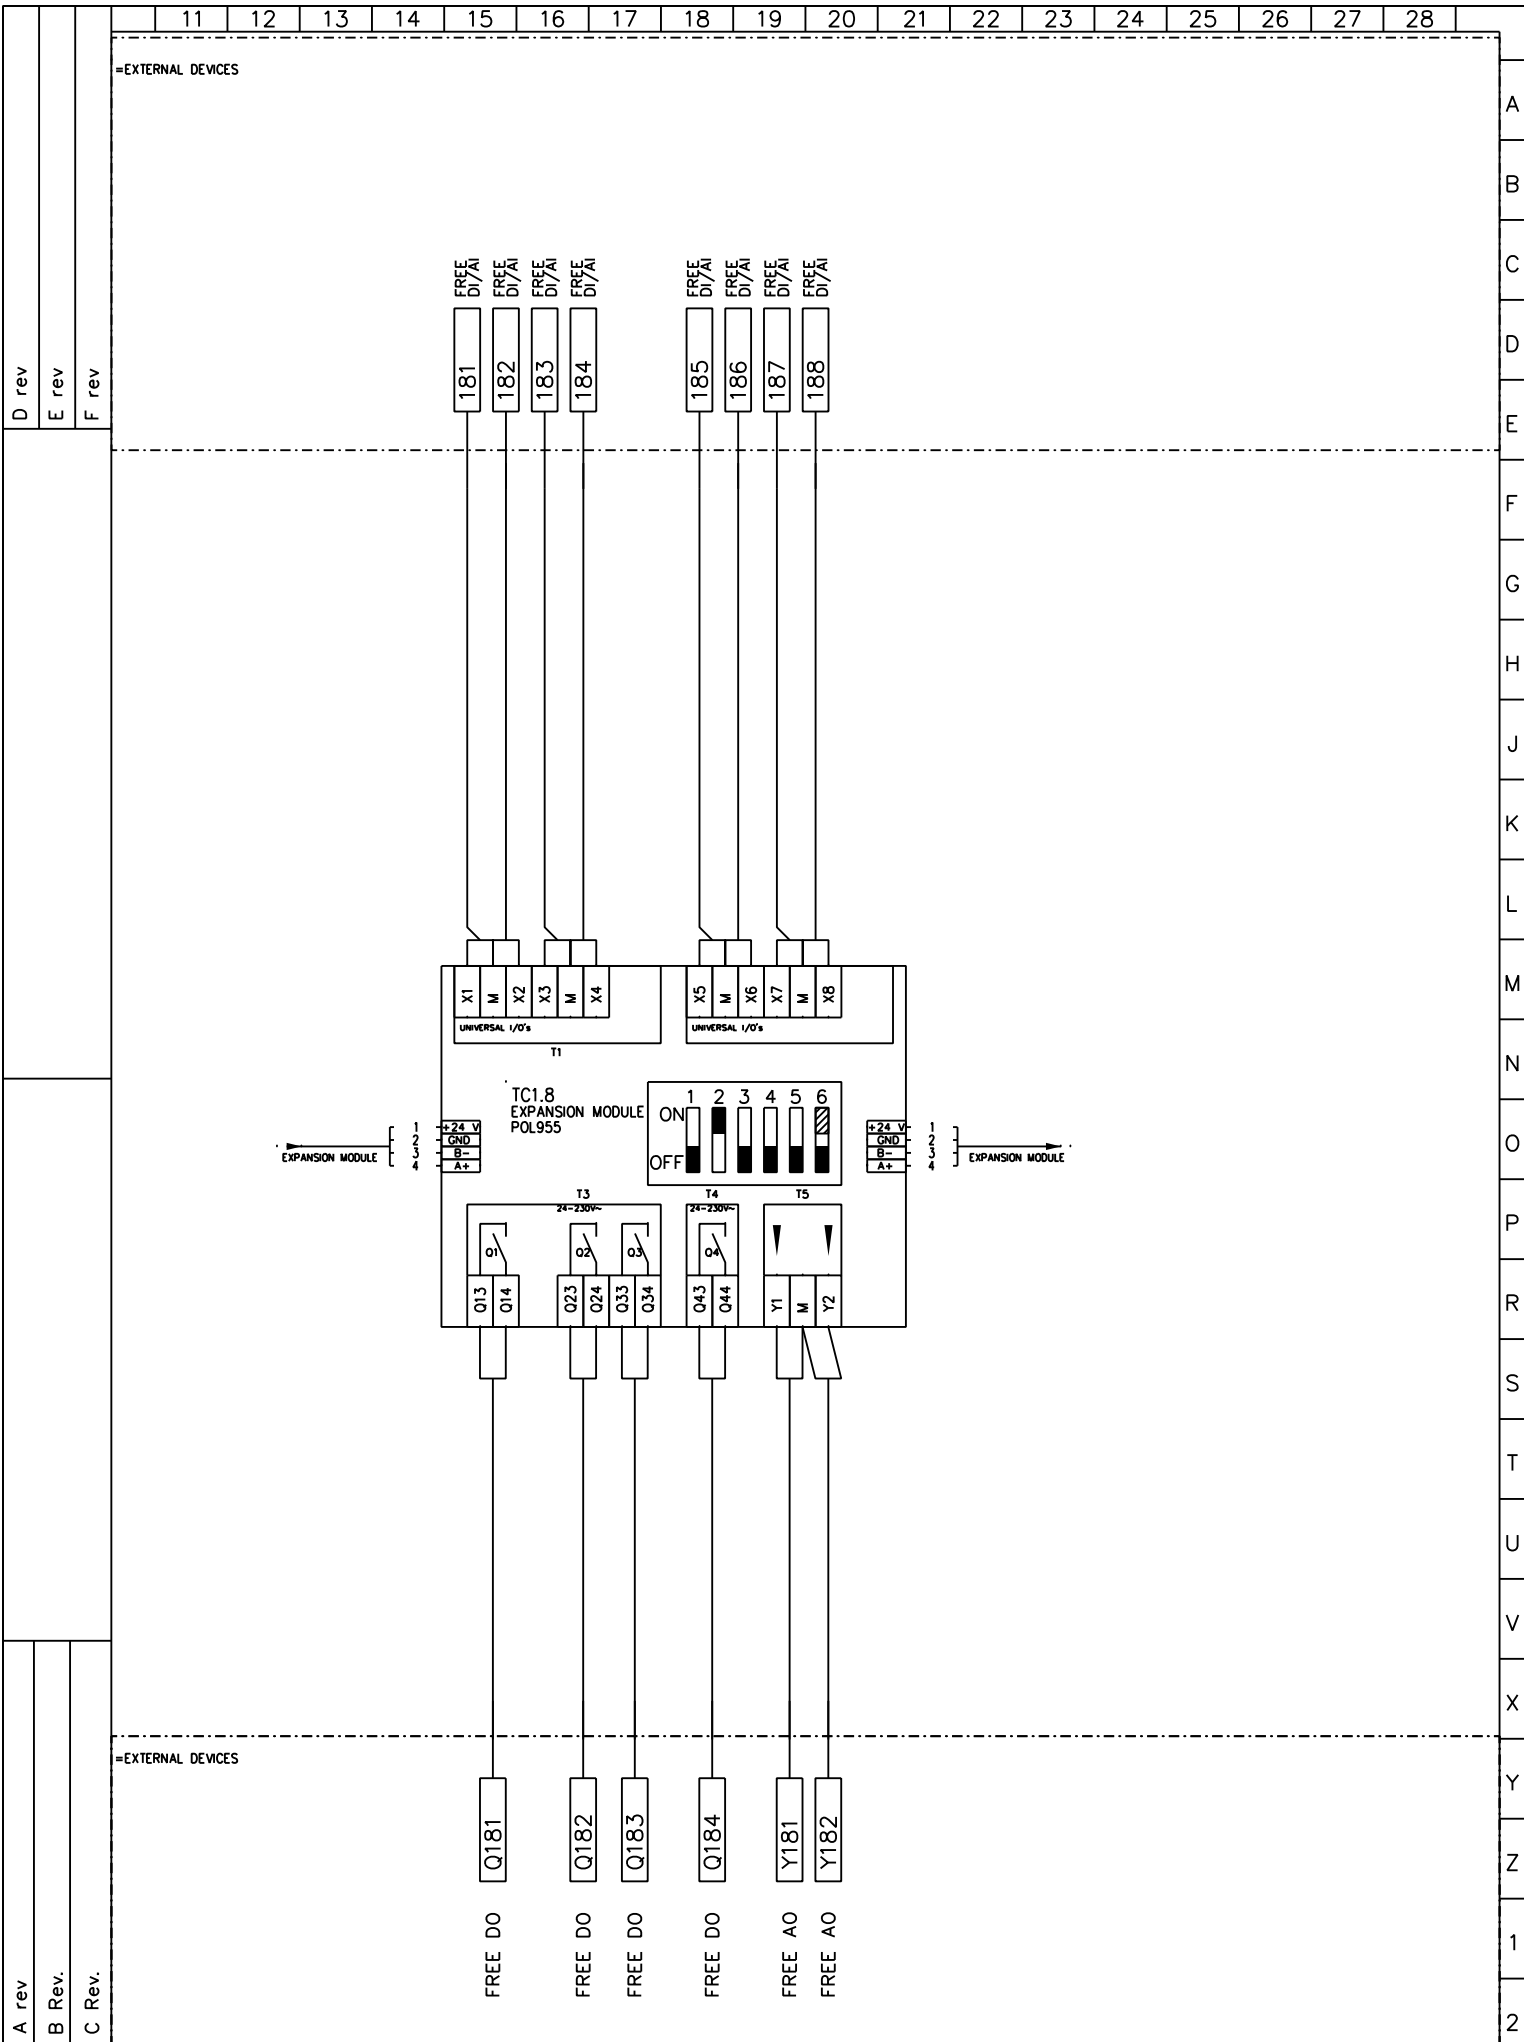 11 12 13 14 15 16 17 18 19 20 21 22 23 24 25 26 27 28
=EXTERNAL DEVICES
A
B
C
D
E
F
G
H
J
K
L
M
N
O
P
R
S
T
U
V
X
Y
Z
1
2
D rev
E rev
F rev
FREE DI/AI
FREE DI/AI
FREE DI/AI
FREE DI/AI
FREE DI/AI
FREE DI/AI
FREE DI/AI
FREE DI/AI
181
182
183
184
185
186
187
188
X1 M X2 X3 M X4
UNIVERSAL I/O's
T1
X5 M X6 X7 M X8
UNIVERSAL I/O's
TC1.8
EXPANSION MODULE
POL955
1 2 3 4 5 6
ON
OFF
1 +24 V
2 GND
3 B-
4 A+
EXPANSION MODULE
+24 V 1
GND 2
B- 3
A+ 4
EXPANSION MODULE
T3
24-230V~
T4
24-230V~
T5
Q1
Q2
Q3
Q4
Q13 Q14
Q23 Q24 Q33 Q34
Q43 Q44
Y1 M Y2
=EXTERNAL DEVICES
Q181
Q182
Q183
Q184
Y181
Y182
FREE DO
FREE DO
FREE DO
FREE DO
FREE AO
FREE AO
A rev
B Rev.
C Rev.